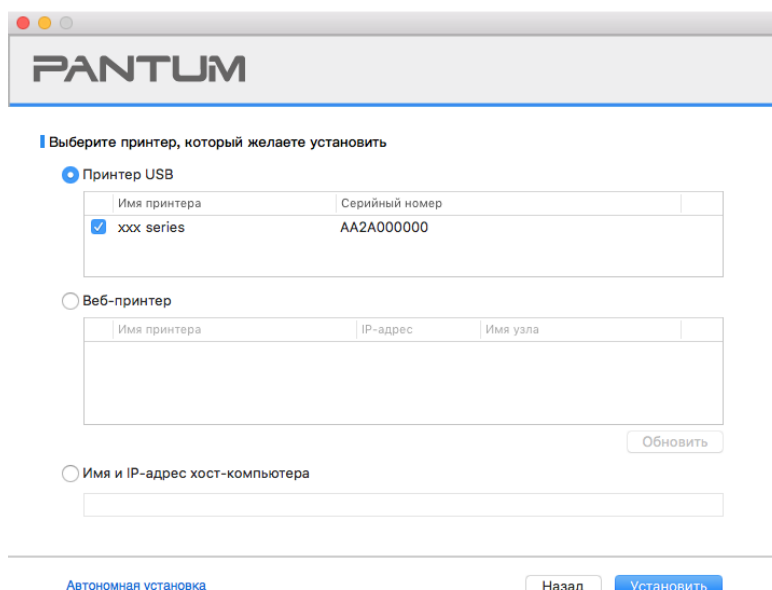 PANTUM
Выберите принтер, который желаете установить
Принтер USB
Имя принтера Серийный номер
xxx series AA2A000000
Веб-принтер
Имя принтера IP-адрес Имя узла
Обновить
Имя и IP-адрес хост-компьютера
Автономная установка Назад Установить